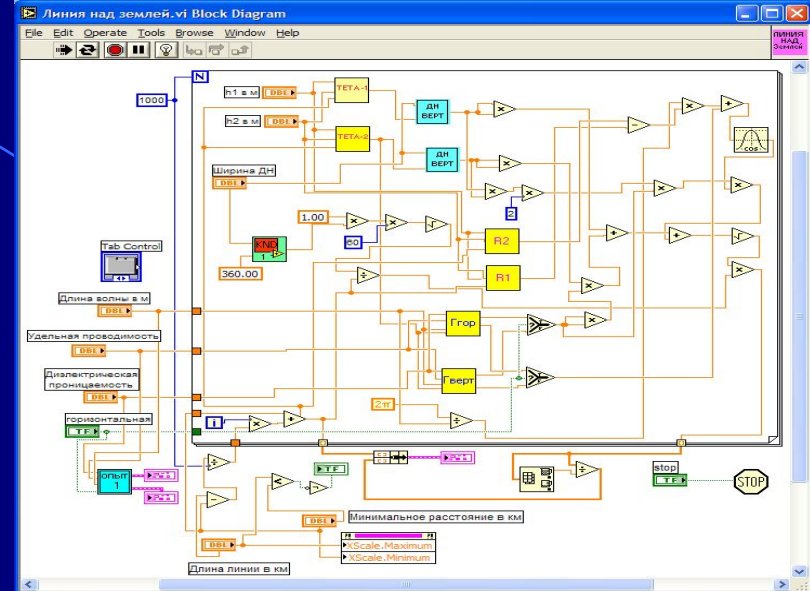 Линия над землей.vi Block Diagram
File Edit Operate Tools Browse Window Help
ЛИНИЯ
НАД
Землей
N
1000
h1 в м
DBL
ТЕТА-1
ДН
ВЕРТ
cos
h2 в м
DBL
ТЕТА-2
ДН
ВЕРТ
Ширина ДН
DBL
2
1.00
60
KND
1
360.00
R2
R1
Tab Control
Длина волны в м
DBL
Ггор
Удельная проводимость
DBL
Гверт
Диэлектрическая
проницаемость
DBL
2π
горизонтальная
TF
i
ОПЫТ
1
TF
stop
TF
STOP
DBL
Минимальное расстояние в км
DBL
XScale.Maximum
XScale.Minimum
Длина линии в км